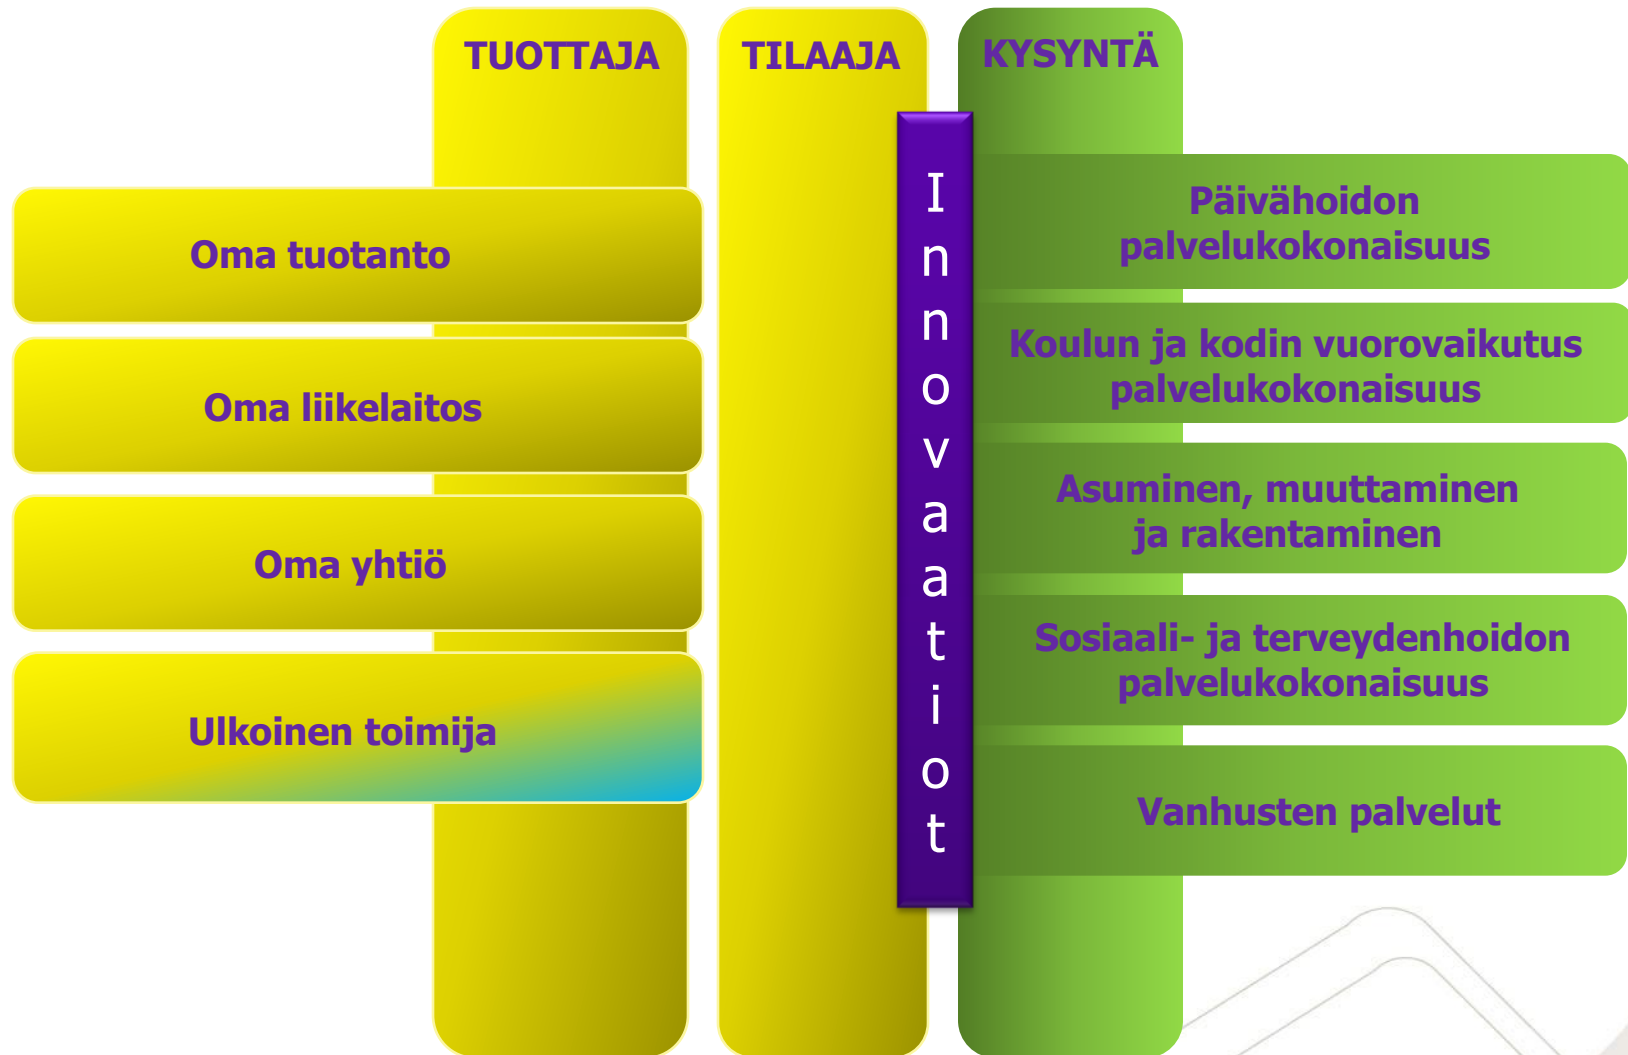 TUOTTAJA
TILAAJA
KYSYNTÄ
Oma tuotanto
Oma liikelaitos
Oma yhtiö
Ulkoinen toimija
Innovaatiot
Päivähoidon
palvelukokonaisuus
Koulun ja kodin vuorovaikutus
palvelukokonaisuus
Asuminen, muuttaminen
ja rakentaminen
Sosiaali- ja terveydenhoidon
palvelukokonaisuus
Vanhusten palvelut